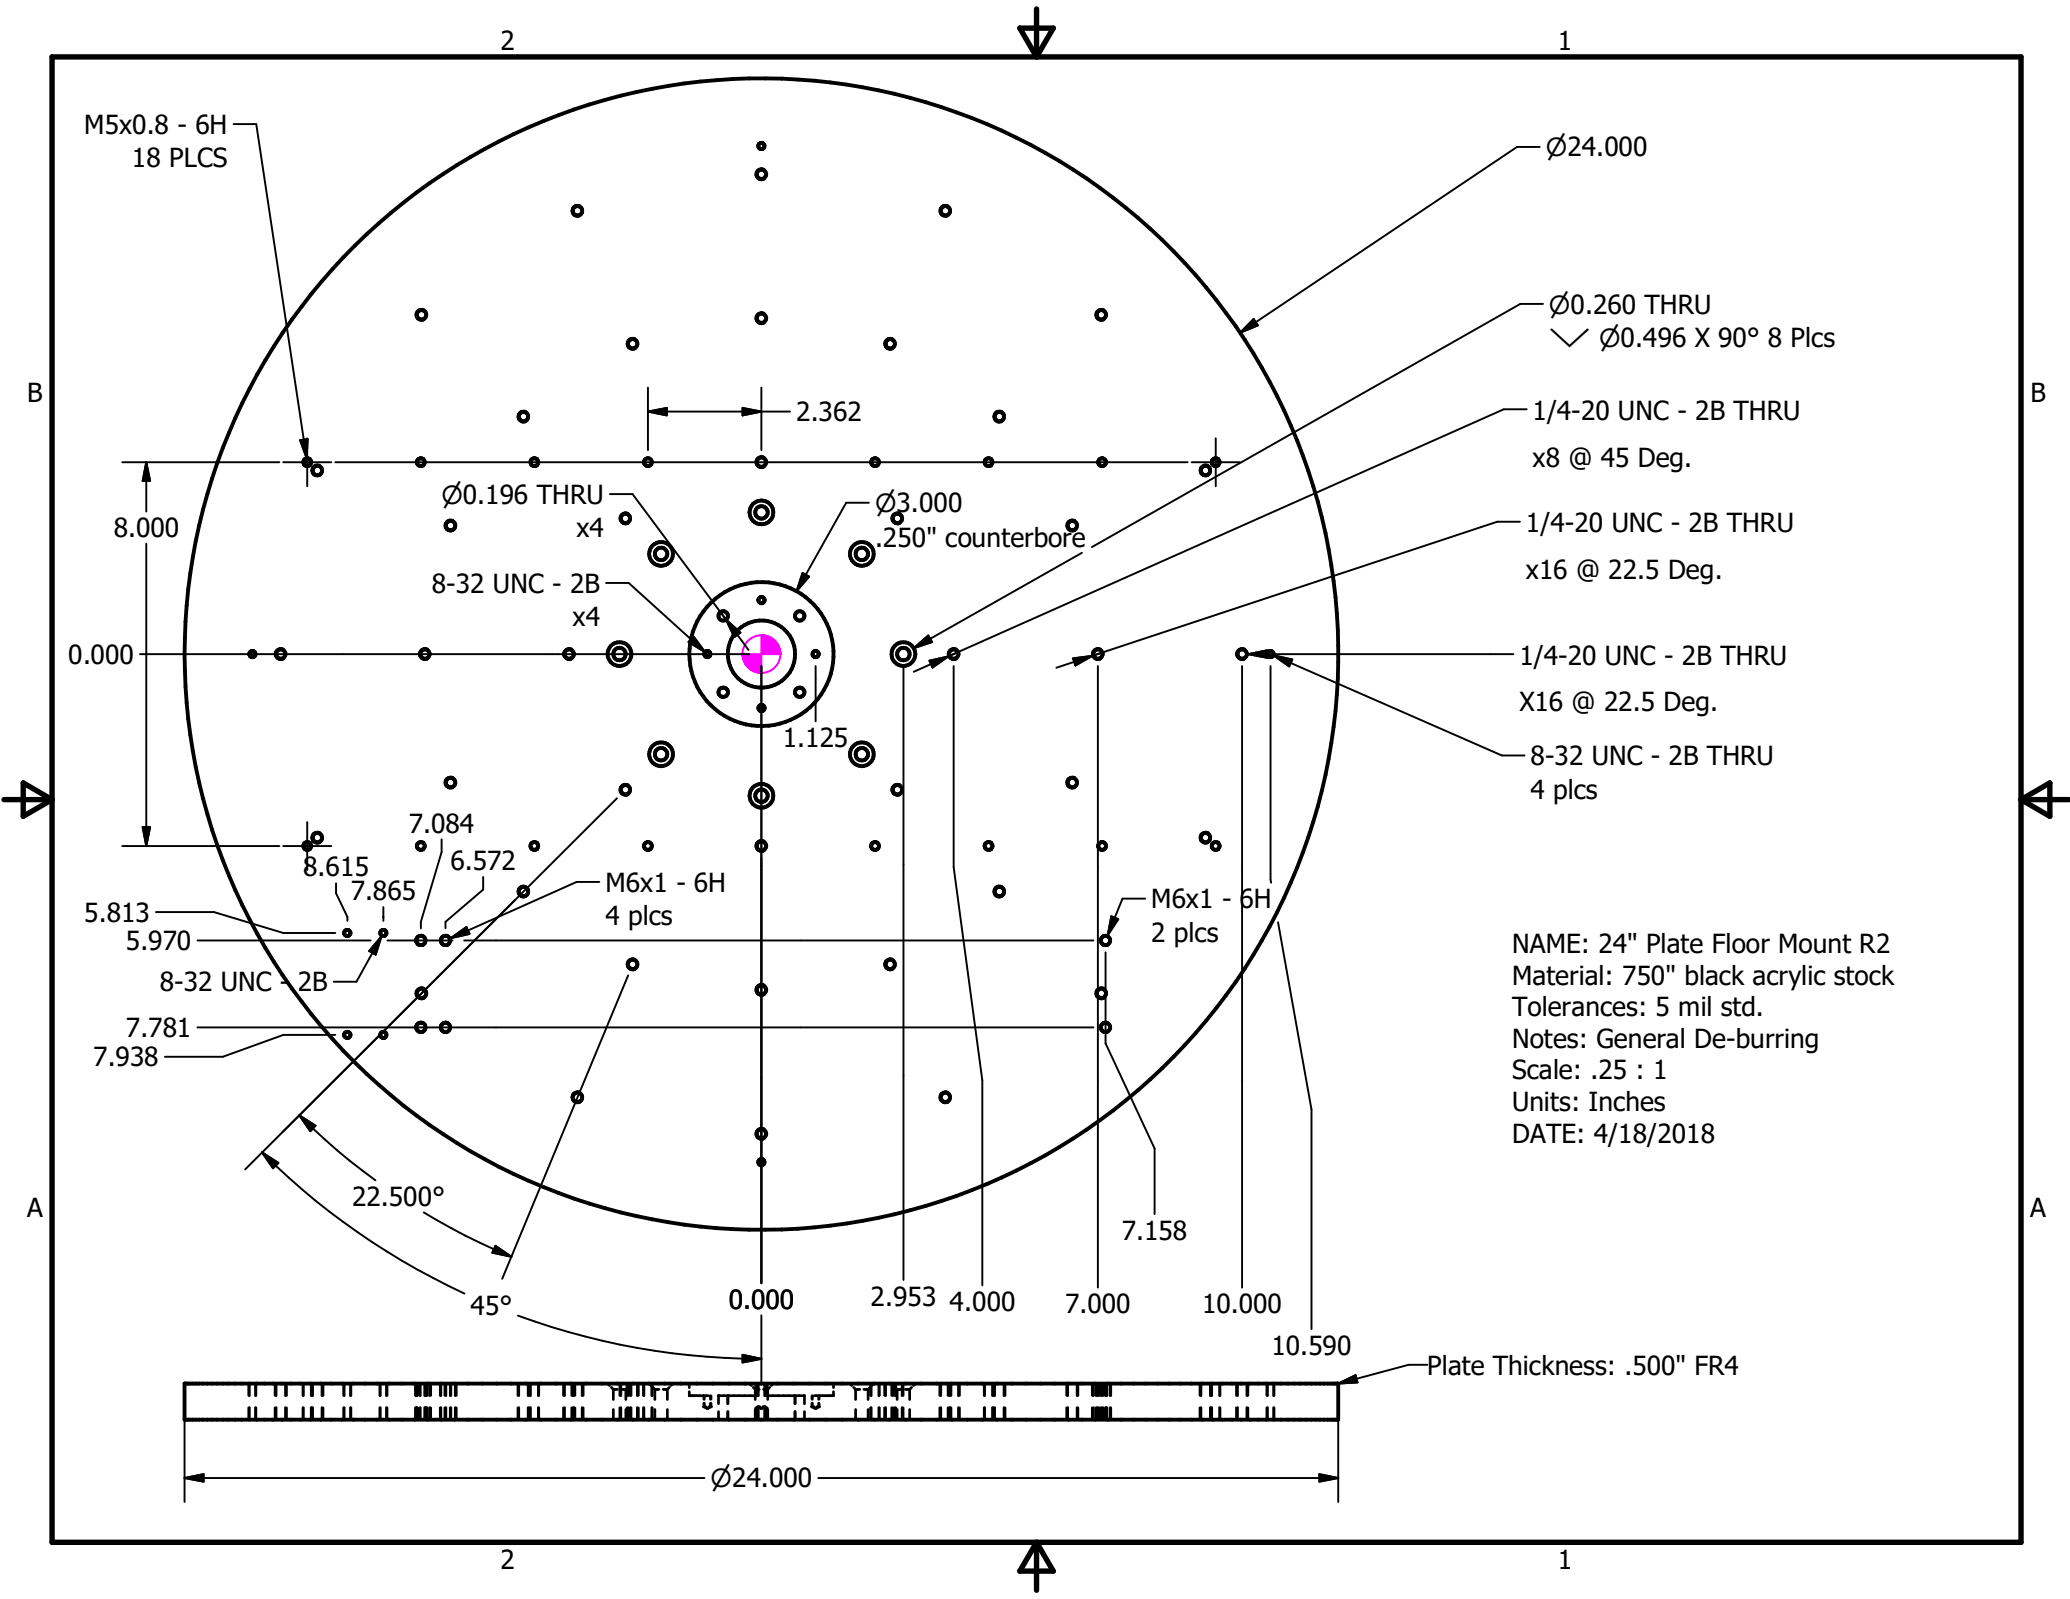 2
1
M5x0.8 - 6H
18 PLCS
Ø24.000
Ø0.260 THRU
Ø0.496 X 90° 8 Plcs
B
B
2.362
1/4-20 UNC - 2B THRU
x8 @ 45 Deg.
Ø0.196 THRU
x4
Ø3.000
.250" counterbore
8.000
1/4-20 UNC - 2B THRU
x16 @ 22.5 Deg.
8-32 UNC - 2B
x4
0.000
1/4-20 UNC - 2B THRU
X16 @ 22.5 Deg.
1.125
8-32 UNC - 2B THRU
4 plcs
7.084
6.572
8.615
7.865
M6x1 - 6H
4 plcs
M6x1 - 6H
2 plcs
5.813
5.970
8-32 UNC - 2B
7.781
7.938
NAME: 24" Plate Floor Mount R2
Material: 750" black acrylic stock
Tolerances: 5 mil std.
Notes: General De-burring
Scale: .25 : 1
Units: Inches
DATE: 4/18/2018
A
A
22.500°
7.158
45°
0.000
2.953
4.000
7.000
10.000
10.590
Plate Thickness: .500" FR4
Ø24.000
2
1